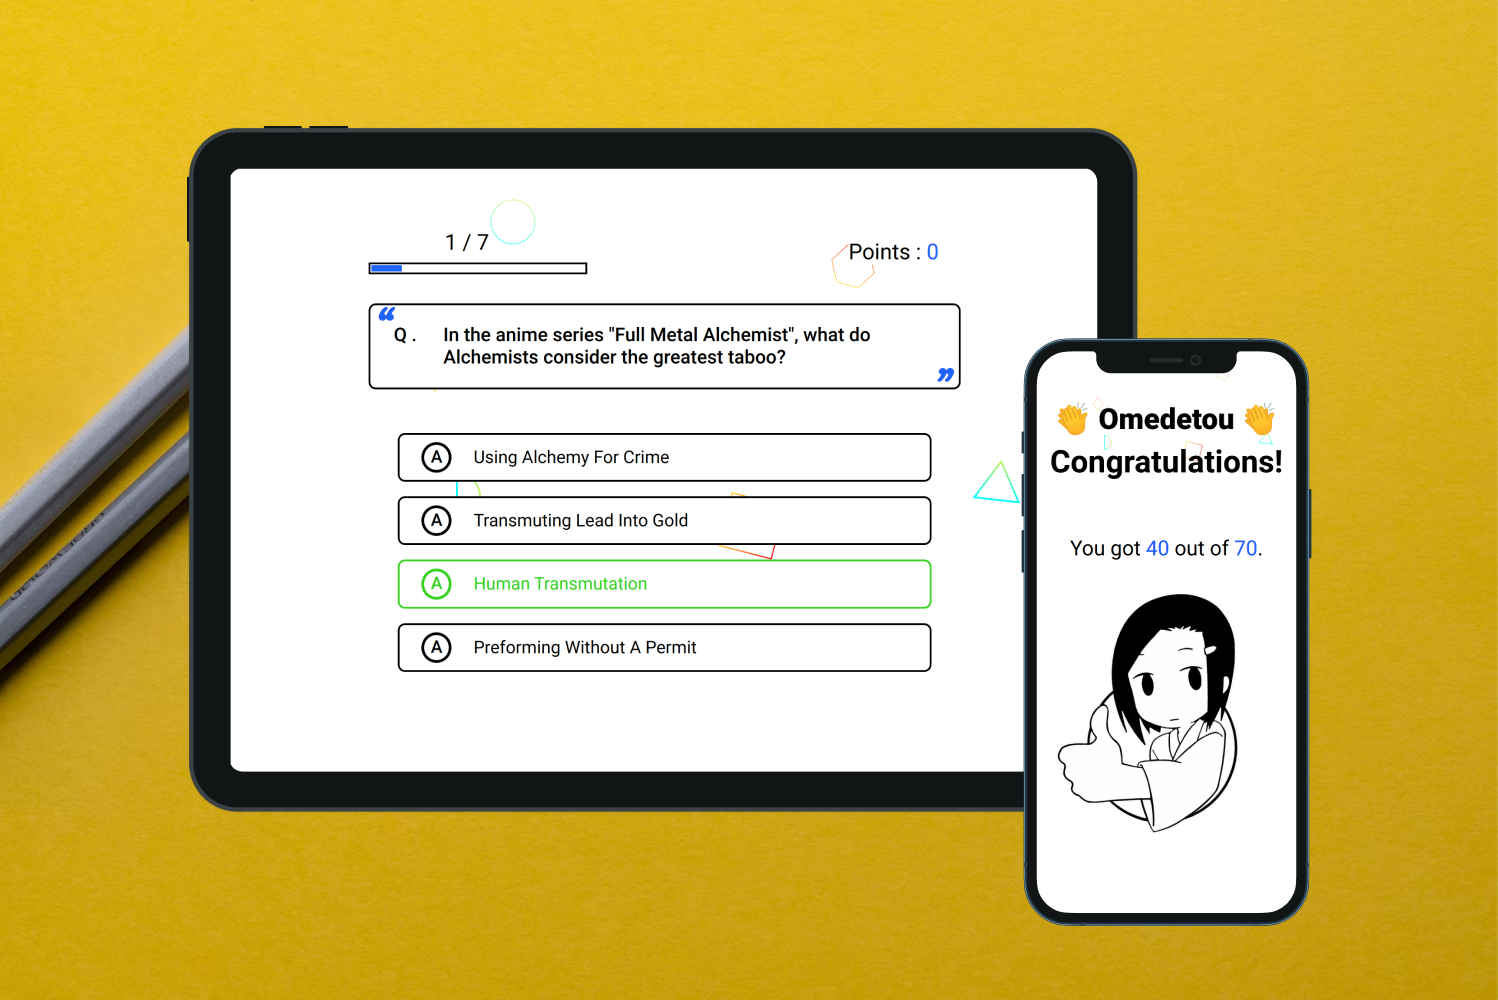 1 / 7
Points : 0
“
Q . In the anime series "Full Metal Alchemist", what do
Alchemists consider the greatest taboo?
”
A Using Alchemy For Crime
A Transmuting Lead Into Gold
A Human Transmutation
A Preforming Without A Permit
👏 Omedetou 👏
Congratulations!
You got 40 out of 70.